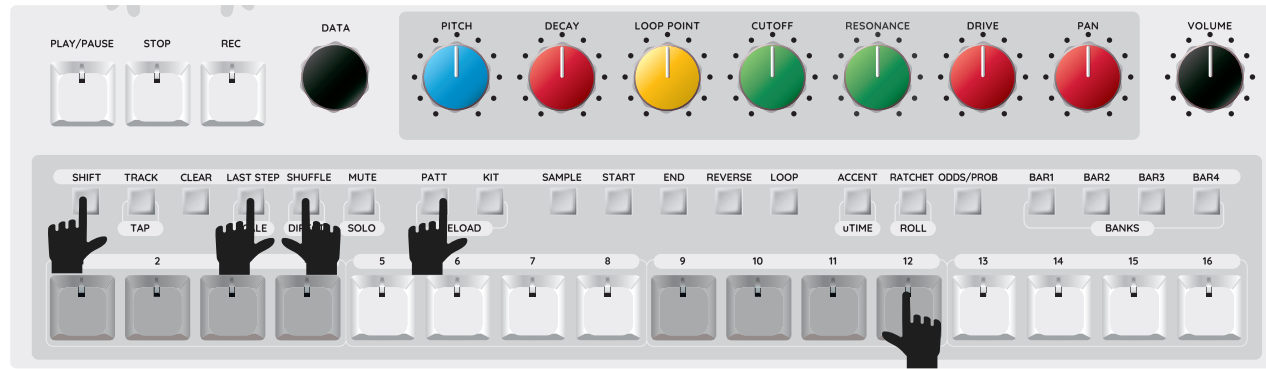 PLAY/PAUSE STOP REC DATA PITCH DECAY LOOP POINT CUTOFF RESONANCE DRIVE PAN VOLUME
SHIFT TRACK CLEAR LAST STEP SHUFFLE MUTE PATT KIT SAMPLE START END REVERSE LOOP ACCENT RATCHET ODDS/PROB BAR1 BAR2 BAR3 BAR4
TAP SOLO uTIME ROLL BANKS
2 5 6 7 8 9 10 11 12 13 14 15 16